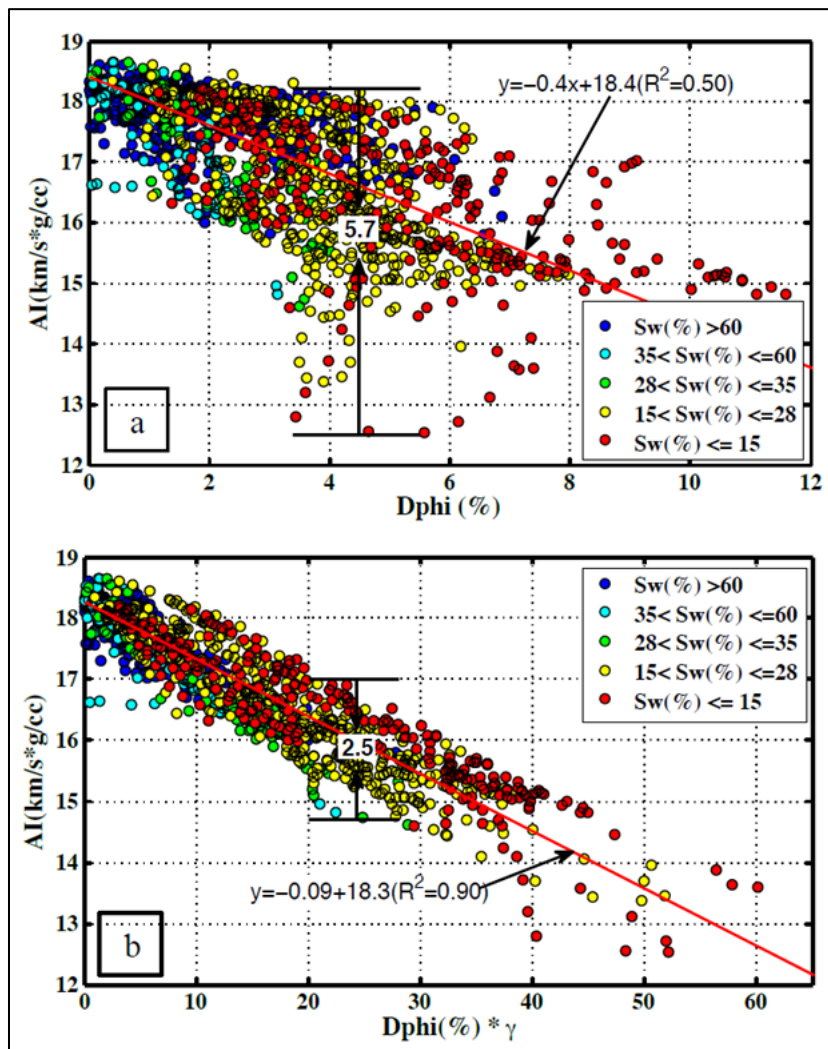 19
18
17
16
15
14
13
12
AI(km/s*g/cc)
y=−0.4x+18.4(R²=0.50)
5.7
Sw(%) >60
35< Sw(%) <=60
28< Sw(%) <=35
15< Sw(%) <=28
Sw(%) <= 15
a
0 2 4 6 8 10 12
Dphi (%)
19
18
17
16
15
14
13
12
AI(km/s*g/cc)
Sw(%) >60
35< Sw(%) <=60
28< Sw(%) <=35
15< Sw(%) <=28
Sw(%) <= 15
2.5
y=−0.09+18.3(R²=0.90)
b
0 10 20 30 40 50 60
Dphi(%) * γ